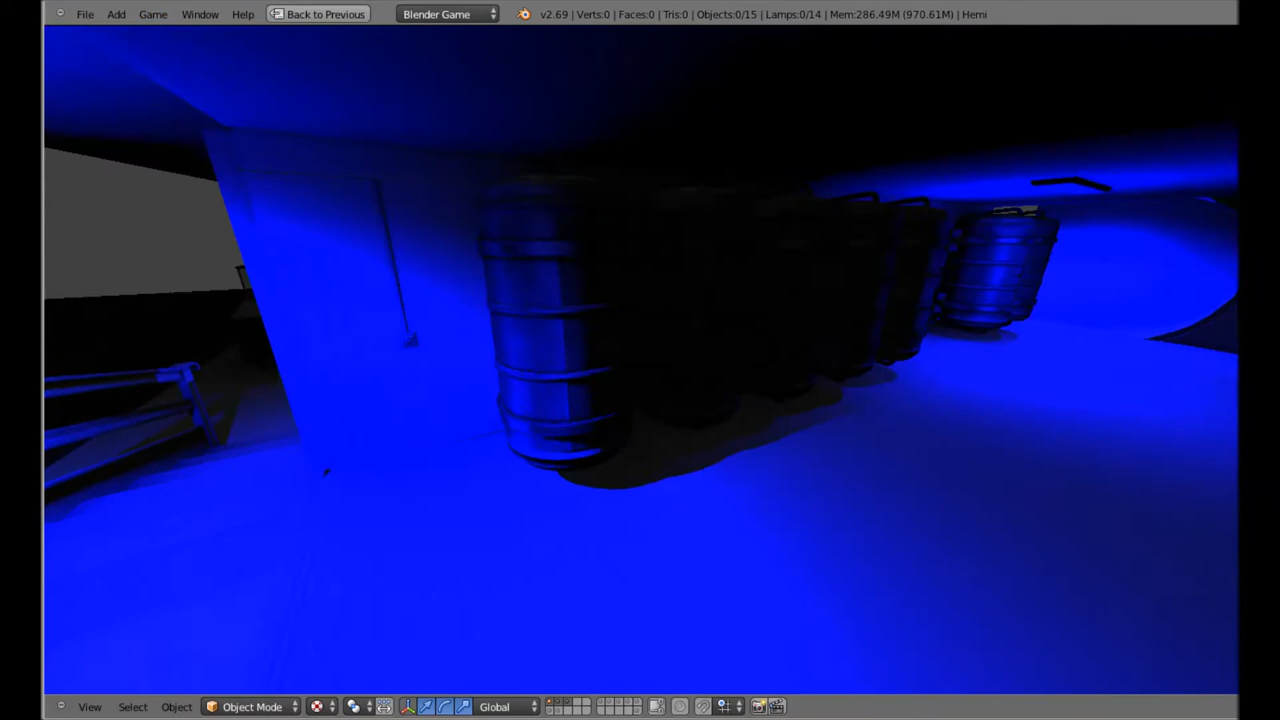 File Add Game Window Help Back to Previous Blender Game v2.69 | Verts:0 | Faces:0 | Tris:0 | Objects:0/15 | Lamps:0/14 | Mem:286.49M (970.61M) | Hemi
View Select Object Object Mode Global